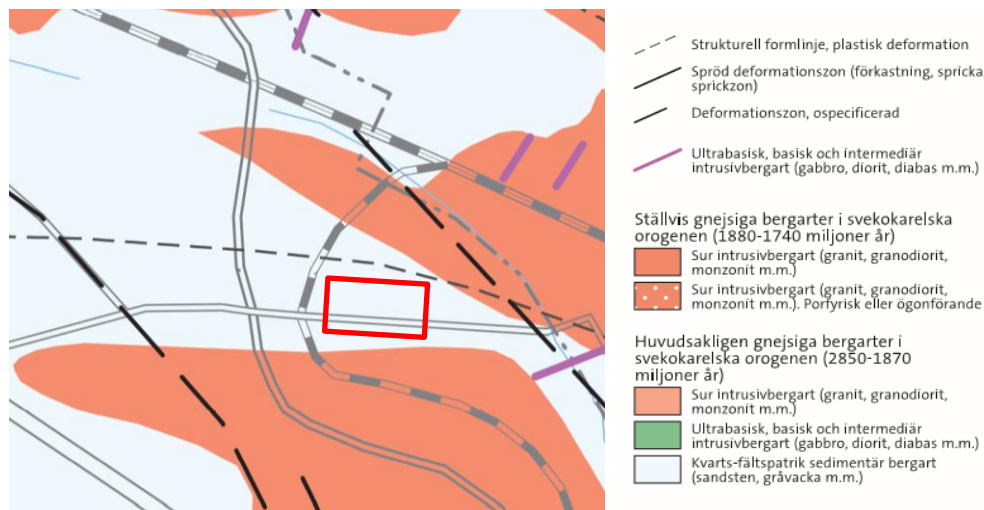 Strukturell formlinje, plastisk deformation
Spröd deformationszon (förkastning, spricka
sprickzon)
Deformationszon, ospecificerad
Ultrabasisk, basisk och intermediär
intrusivbergart (gabbro, diorit, diabas m.m.)
Ställvis gnejsiga bergarter i svekokarelska
orogenen (1880-1740 miljoner år)
Sur intrusivbergart (granit, granodiorit,
monzonit m.m.)
Sur intrusivbergart (granit, granodiorit,
monzonit m.m.). Porfyrisk eller ögonförande
Huvudsakligen gnejsiga bergarter i
svekokarelska orogenen (2850-1870
miljoner år)
Sur intrusivbergart (granit, granodiorit,
monzonit m.m.)
Ultrabasisk, basisk och intermediär
intrusivbergart (gabbro, diorit, diabas m.m.)
Kvarts-fältspatrik sedimentär bergart
(sandsten, gråvacka m.m.)